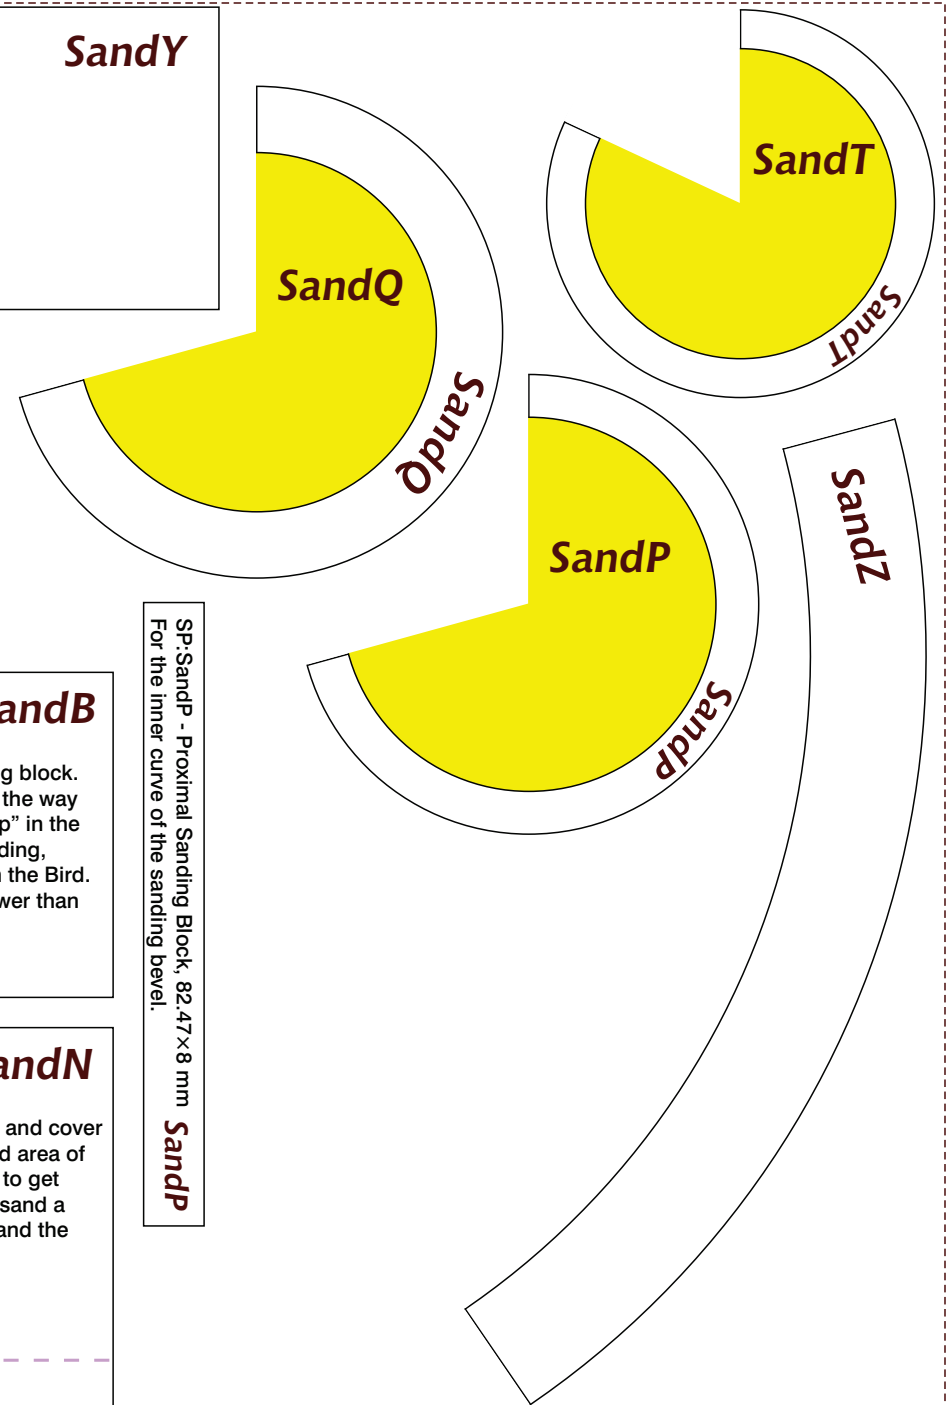 SandY
SandT
SandT
SandQ
SandQ
SandP
SandP
SandZ
SP:SandP - Proximal Sanding Block, 82.47×8 mm
For the inner curve of the sanding bevel.
SandP
andB
g block.
the way
p” in the
ding,
the Bird.
wer than
andN
and cover
d area of
to get
sand a
and the